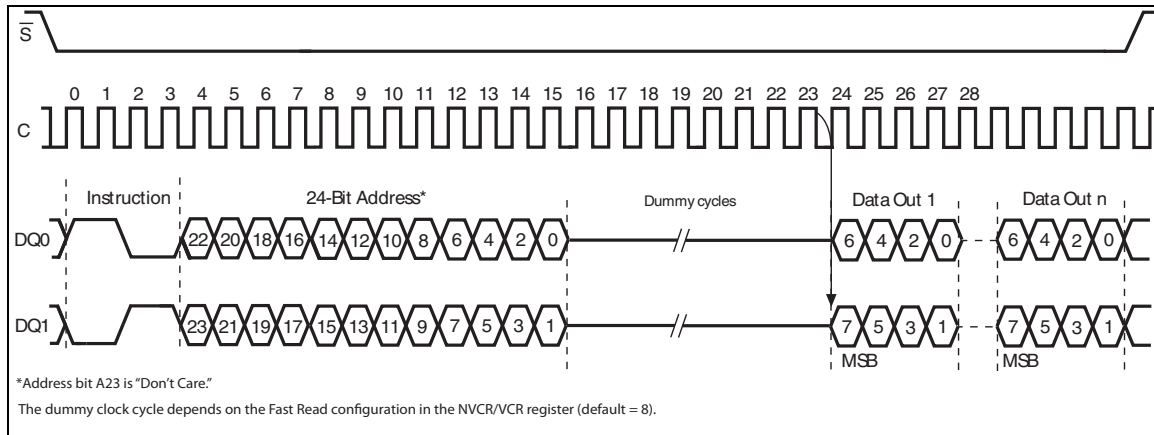 S
0 1 2 3 4 5 6 7 8 9 10 11 12 13 14 15 16 17 18 19 20 21 22 23 24 25 26 27 28
C
Instruction 24-Bit Address* Dummy cycles Data Out 1 Data Out n
DQ0 22 20 18 16 14 12 10 8 6 4 2 0 6 4 2 0 6 4 2 0
DQ1 23 21 19 17 15 13 11 9 7 5 3 1 7 5 3 1 7 5 3 1
MSB MSB
*Address bit A23 is “Don’t Care.”
The dummy clock cycle depends on the Fast Read configuration in the NVCR/VCR register (default = 8).